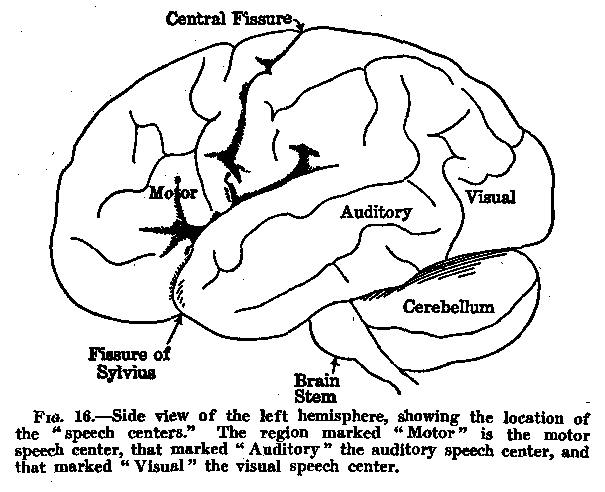 Central Fissure
Motor
Auditory
Visual
Cerebellum
Fissure of
Sylvius
Brain
Stem
FIG. 16.—Side view of the left hemisphere, showing the location of
the “speech centers.” The region marked “Motor” is the motor
speech center, that marked “Auditory” the auditory speech center, and
that marked “Visual” the visual speech center.